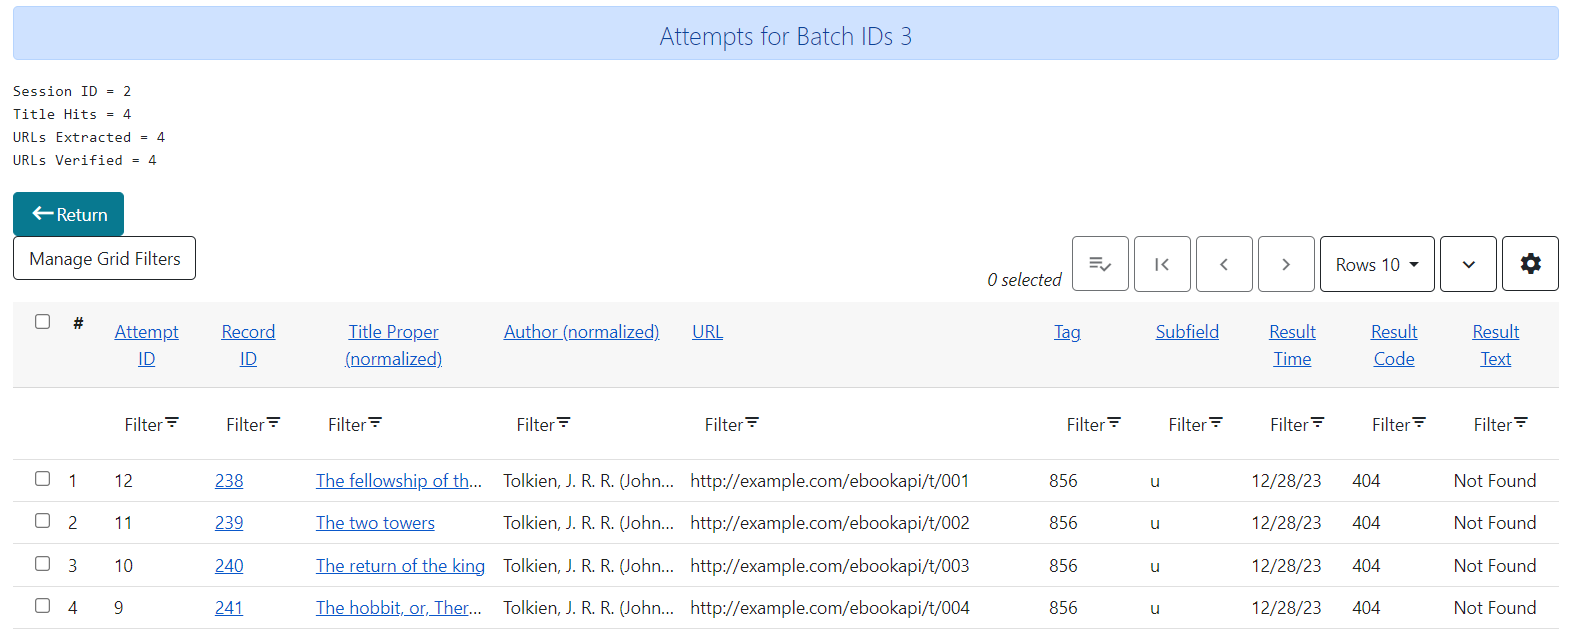 Attempts for Batch IDs 3
Session ID = 2
Title Hits = 4
URLs Extracted = 4
URLs Verified = 4
Return
Manage Grid Filters
0 selected
Rows 10
# Attempt ID Record ID Title Proper (normalized) Author (normalized) URL Tag Subfield Result Time Result Code Result Text
Filter Filter Filter Filter Filter Filter Filter Filter Filter Filter
1 12 238 The fellowship of th... Tolkien, J. R. R. (John... http://example.com/ebookapi/t/001 856 u 12/28/23 404 Not Found
2 11 239 The two towers Tolkien, J. R. R. (John... http://example.com/ebookapi/t/002 856 u 12/28/23 404 Not Found
3 10 240 The return of the king Tolkien, J. R. R. (John... http://example.com/ebookapi/t/003 856 u 12/28/23 404 Not Found
4 9 241 The hobbit, or, Ther... Tolkien, J. R. R. (John... http://example.com/ebookapi/t/004 856 u 12/28/23 404 Not Found